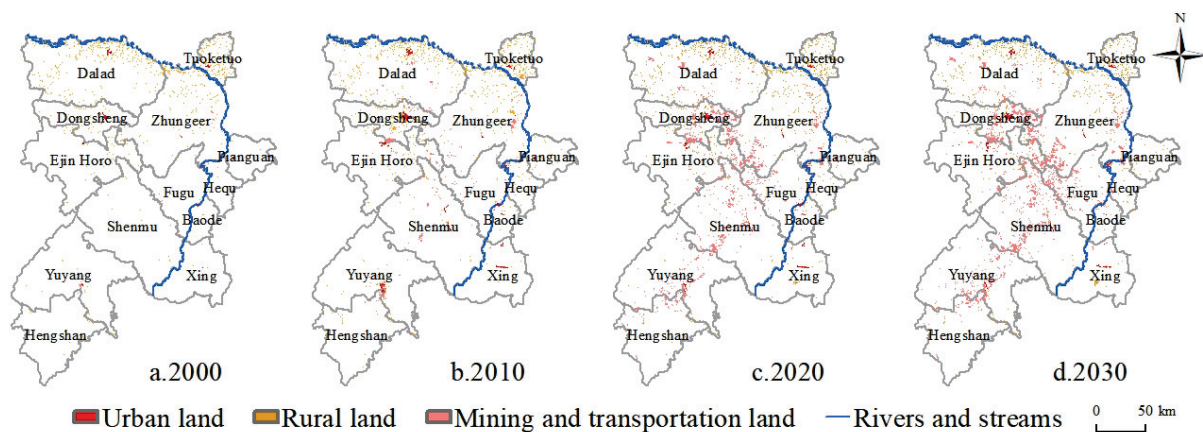 N
Tuoketuo
Dalad
Dongsheng
Zhungeer
Ejin Horo
Pianguan
Fugu
Hequ
Shenmu
Baode
Yuyang
Xing
Hengshan
a.2000
Tuoketuo
Dalad
Dongsheng
Zhungeer
Ejin Horo
Pianguan
Fugu
Hequ
Shenmu
Baode
Yuyang
Xing
Hengshan
b.2010
Tuoketuo
Dalad
Dongsheng
Zhungeer
Ejin Horo
Pianguan
Fugu
Hequ
Shenmu
Baode
Yuyang
Xing
Hengshan
c.2020
Tuoketuo
Dalad
Dongsheng
Zhungeer
Ejin Horo
Pianguan
Fugu
Hequ
Shenmu
Baode
Yuyang
Xing
Hengshan
d.2030
Urban land Rural land Mining and transportation land Rivers and streams 0 50 km